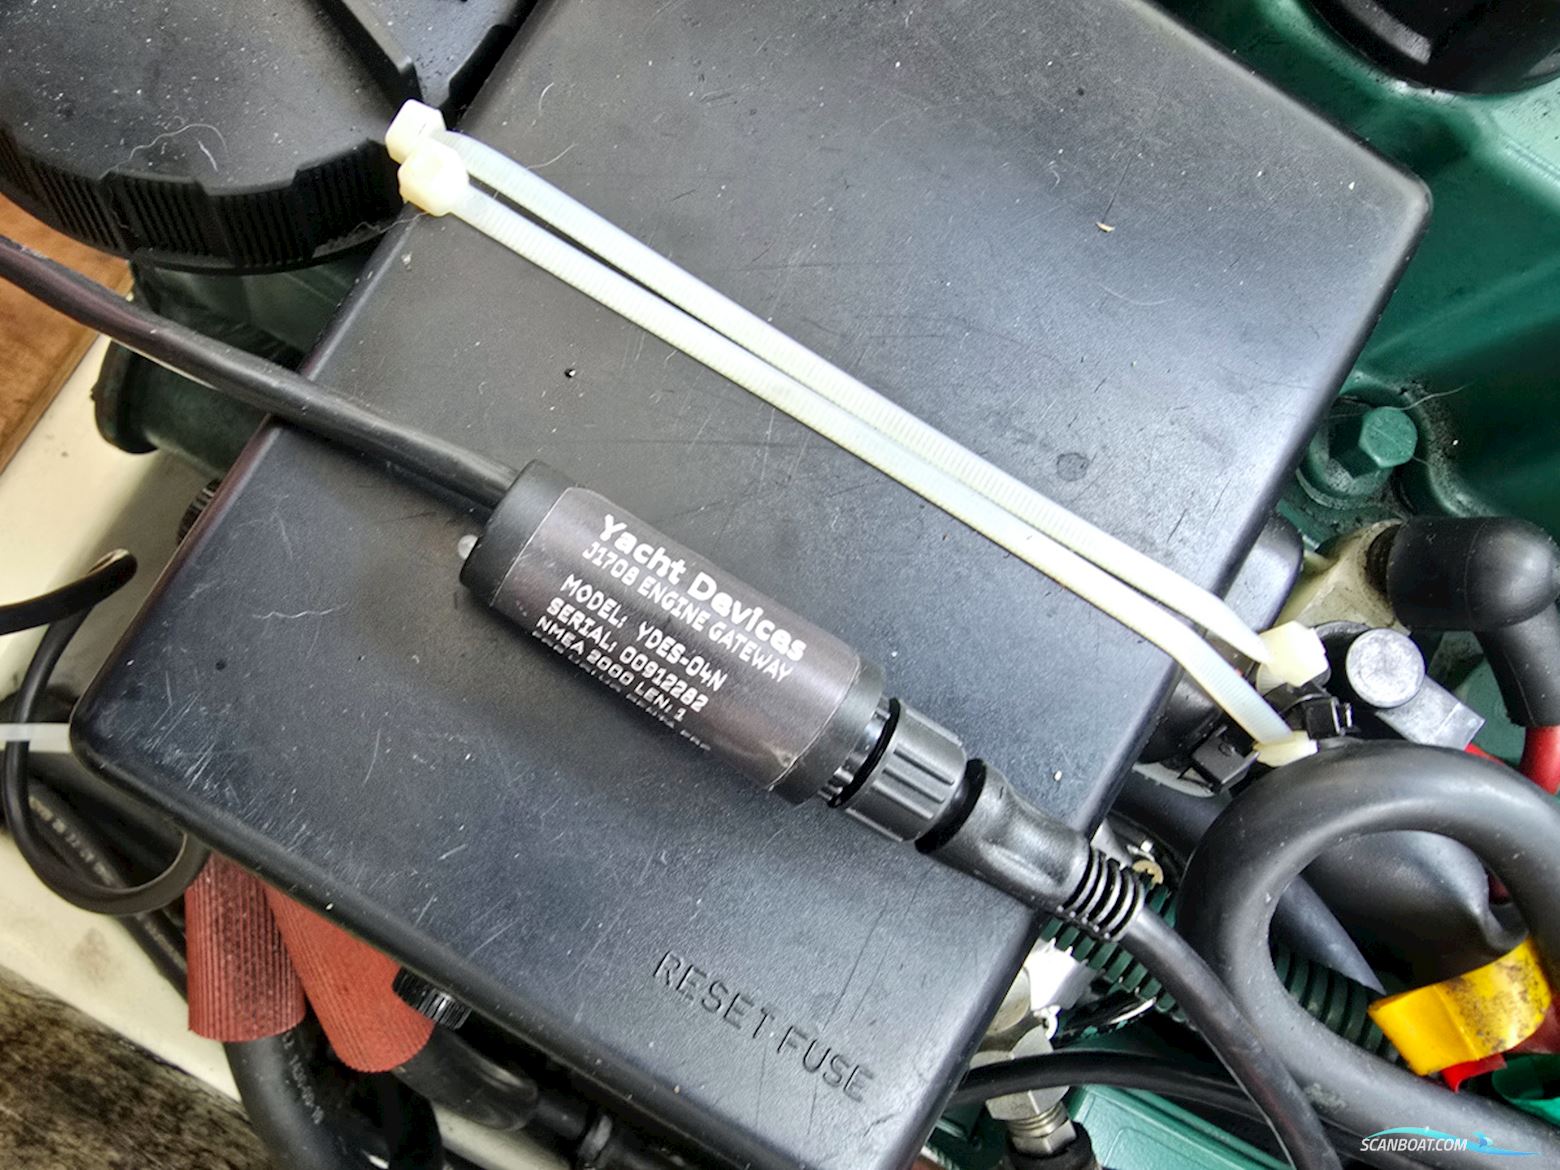 Yacht Devices
J1708 ENGINE GATEWAY
MODEL: YDES-04N
SERIAL: 00912282
NMEA 2000 LEN: 1
RESET FUSE
SCANBOAT.COM